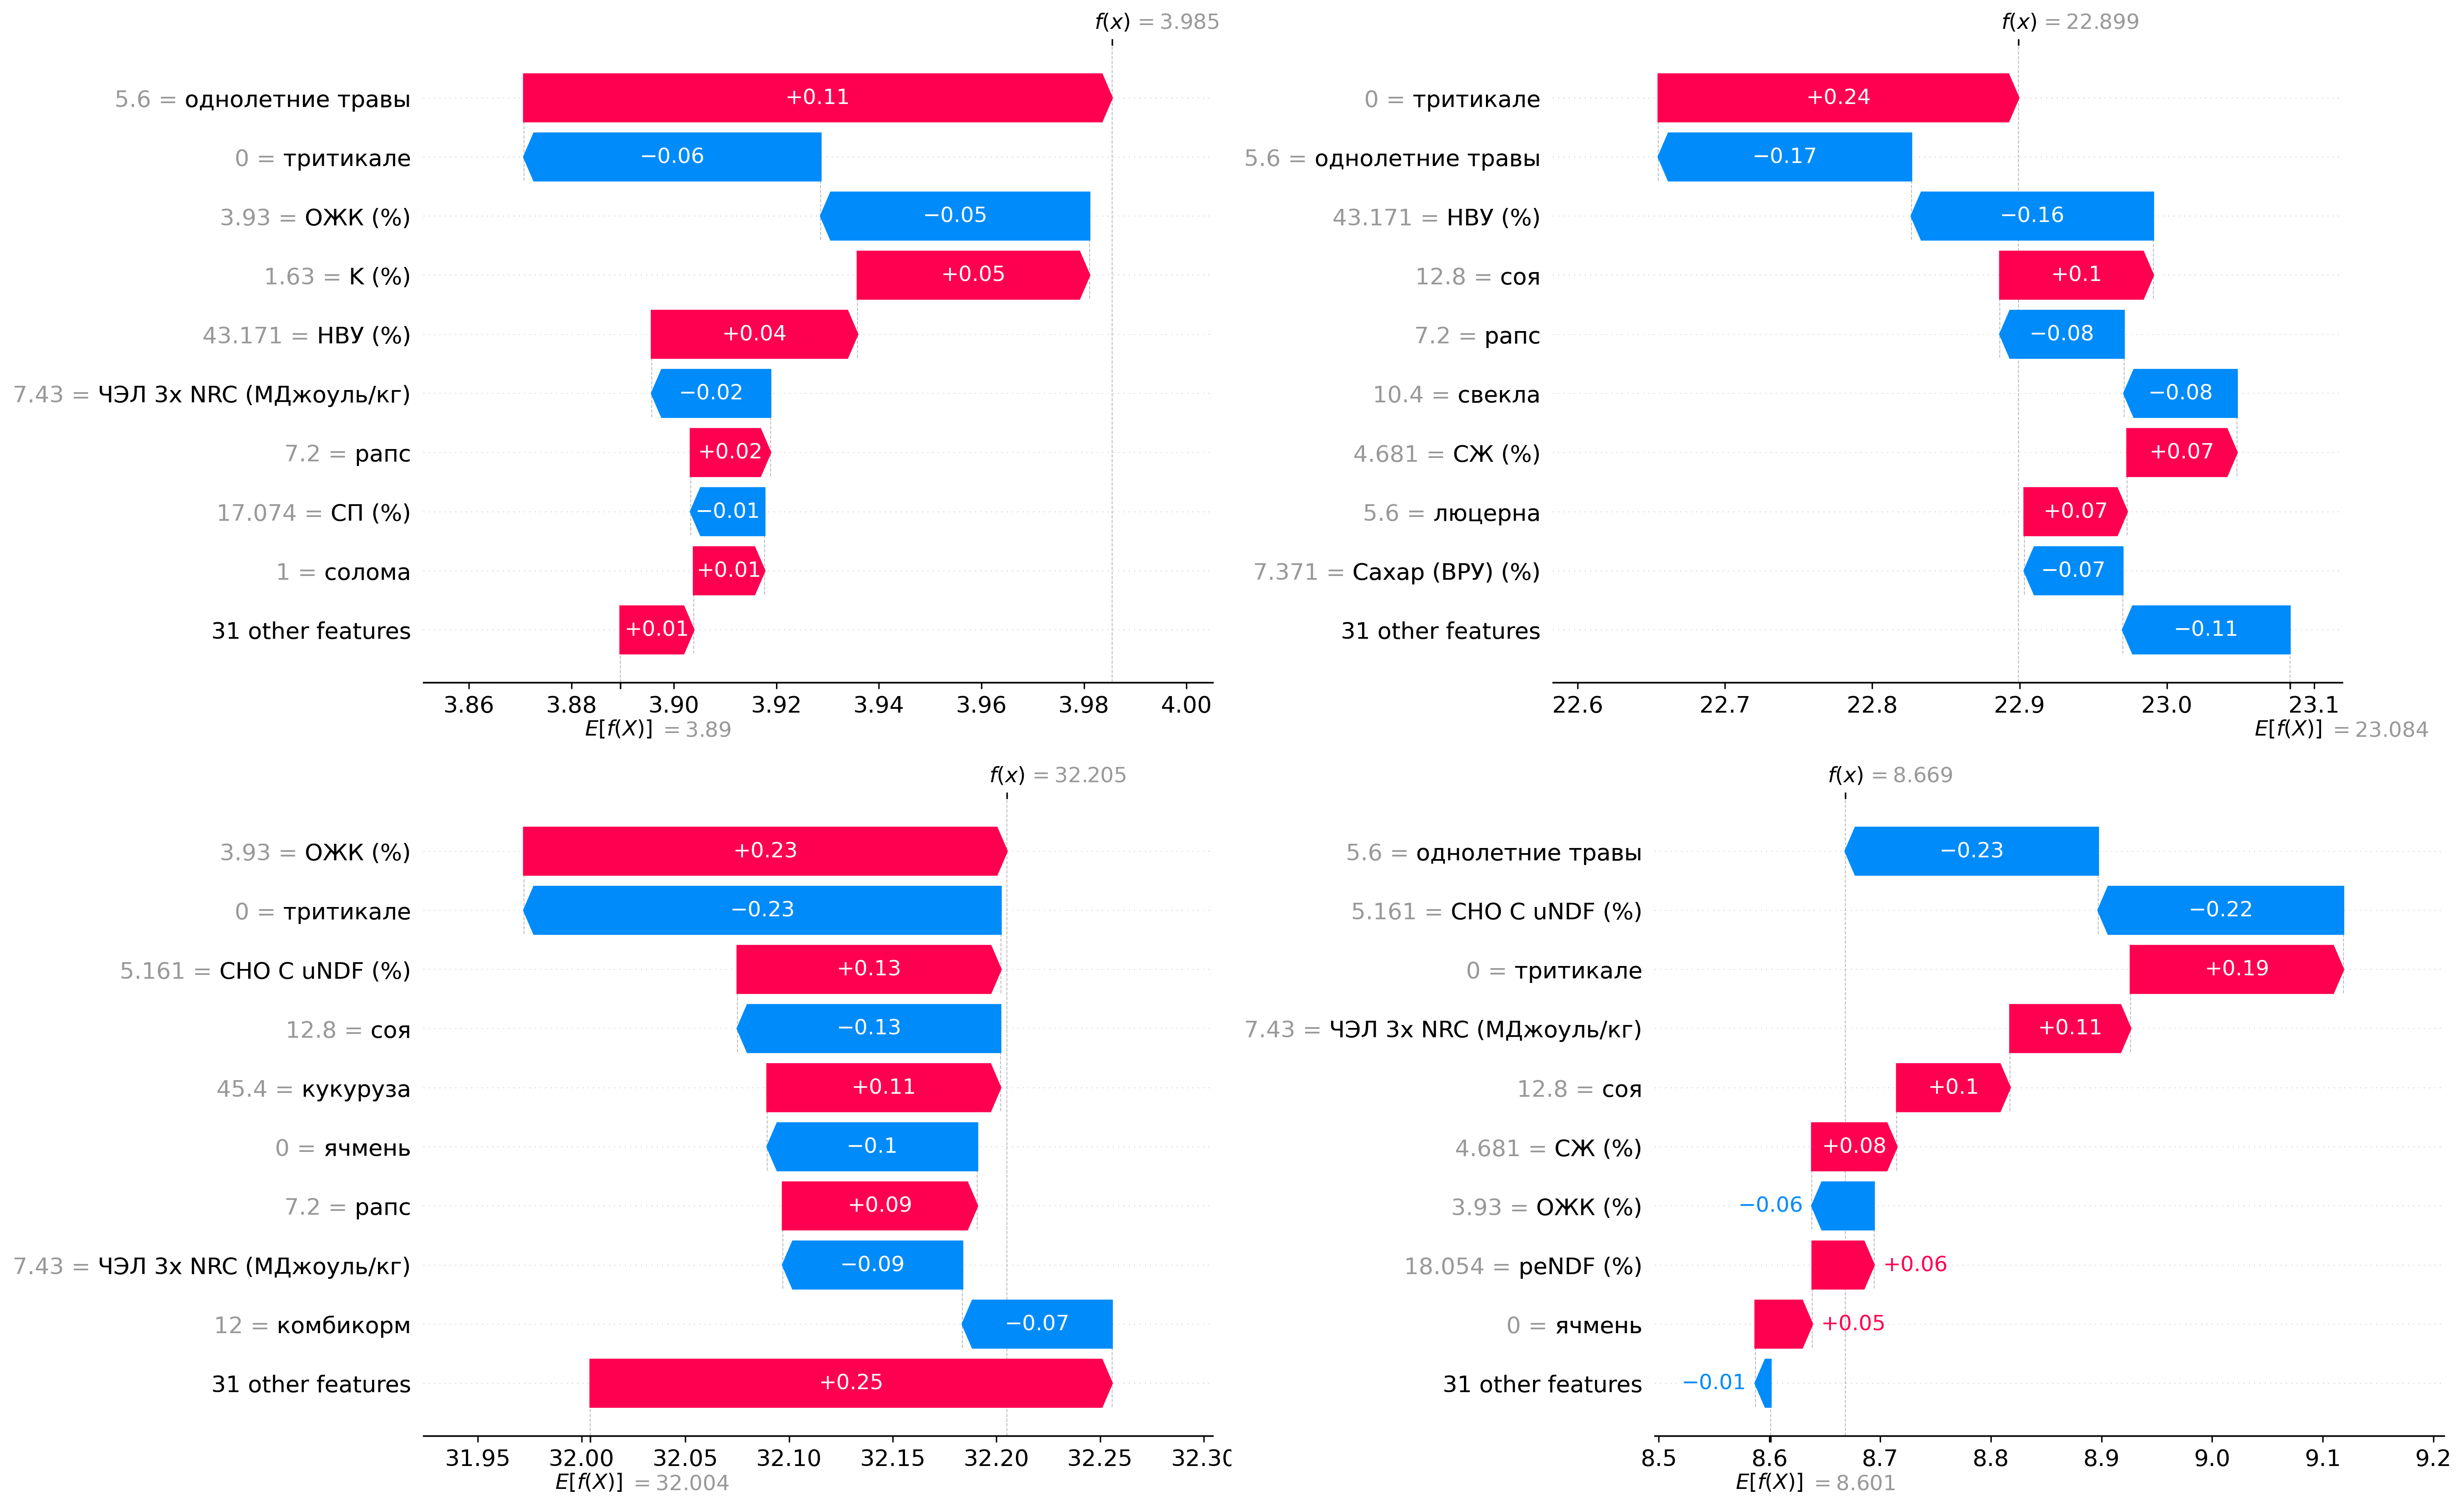 f(x) = 3.985
5.6 = однолетние травы +0.11
0 = тритикале −0.06
3.93 = ОЖК (%) −0.05
1.63 = K (%) +0.05
43.171 = НВУ (%) +0.04
7.43 = ЧЭЛ 3x NRC (МДжоуль/кг) −0.02
7.2 = рапс +0.02
17.074 = СП (%) −0.01
1 = солома +0.01
31 other features +0.01
3.86 3.88 3.90 3.92 3.94 3.96 3.98 4.00
E[f(X)] = 3.89
f(x) = 22.899
0 = тритикале +0.24
5.6 = однолетние травы −0.17
43.171 = НВУ (%) −0.16
12.8 = соя +0.1
7.2 = рапс −0.08
10.4 = свекла −0.08
4.681 = СЖ (%) +0.07
5.6 = люцерна +0.07
7.371 = Сахар (ВРУ) (%) −0.07
31 other features −0.11
22.6 22.7 22.8 22.9 23.0 23.1
E[f(X)] = 23.084
f(x) = 32.205
3.93 = ОЖК (%) +0.23
0 = тритикале −0.23
5.161 = CHO C uNDF (%) +0.13
12.8 = соя −0.13
45.4 = кукуруза +0.11
0 = ячмень −0.1
7.2 = рапс +0.09
7.43 = ЧЭЛ 3x NRC (МДжоуль/кг) −0.09
12 = комбикорм −0.07
31 other features +0.25
31.95 32.00 32.05 32.10 32.15 32.20 32.25 32.30
E[f(X)] = 32.004
f(x) = 8.669
5.6 = однолетние травы −0.23
5.161 = CHO C uNDF (%) −0.22
0 = тритикале +0.19
7.43 = ЧЭЛ 3x NRC (МДжоуль/кг) +0.11
12.8 = соя +0.1
4.681 = СЖ (%) +0.08
3.93 = ОЖК (%) −0.06
18.054 = peNDF (%) +0.06
0 = ячмень +0.05
31 other features −0.01
8.5 8.6 8.7 8.8 8.9 9.0 9.1 9.2
E[f(X)] = 8.601